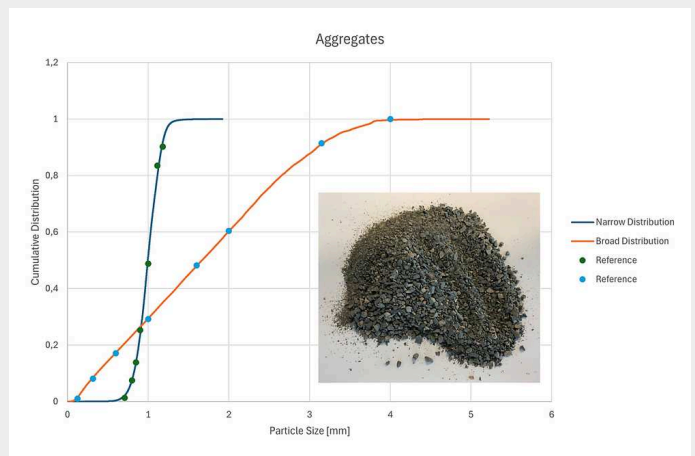 Aggregates
1,2
1
0,8
0,6
0,4
0,2
0
Cumulative Distribution
0 1 2 3 4 5 6
Particle Size [mm]
Narrow Distribution
Broad Distribution
Reference
Reference